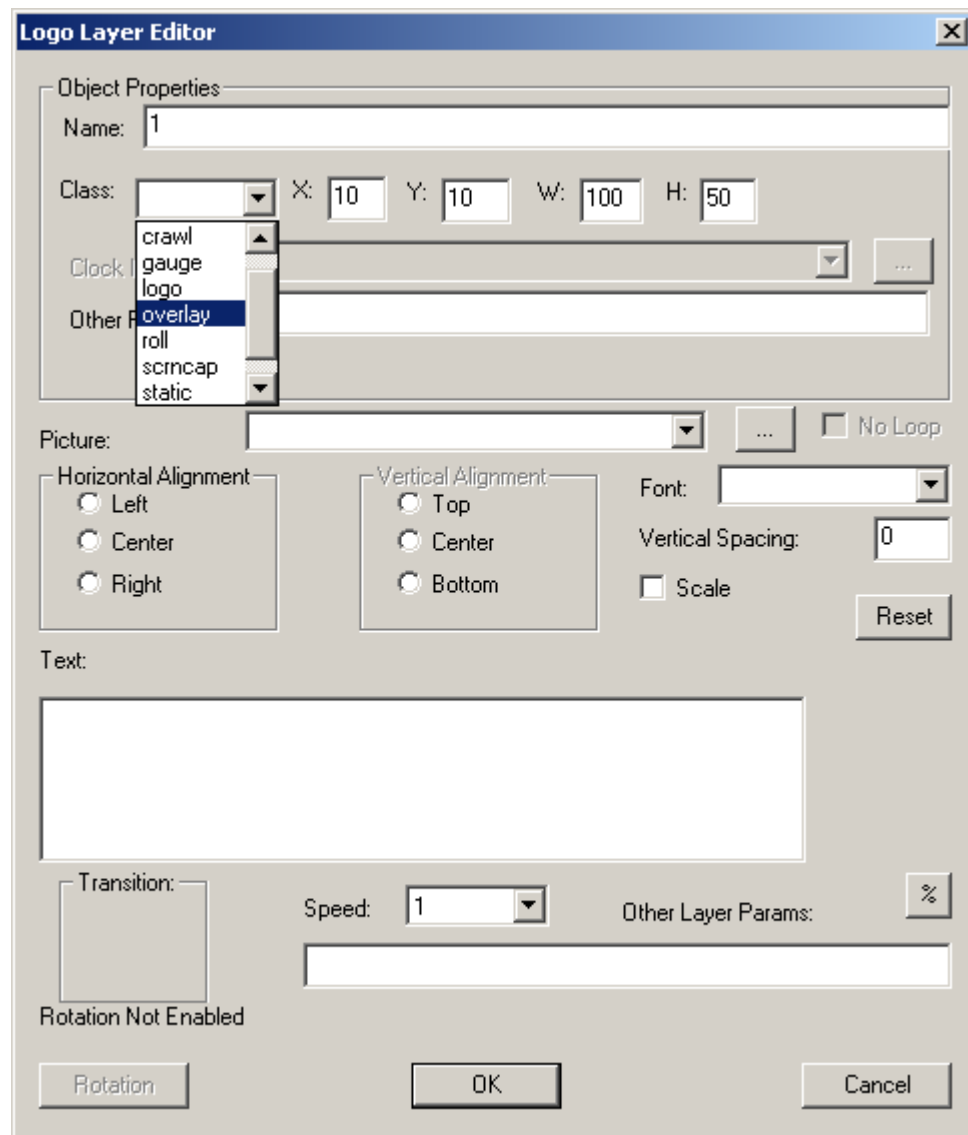 Logo Layer Editor
Object Properties
Name: 1
Class: X: 10 Y: 10 W: 100 H: 50
crawl
gauge
Clock ...
logo
overlay
Other
roll
scrncap
static
Picture: ... No Loop
Horizontal Alignment Vertical Alignment Font:
Left Top
Center Center Vertical Spacing: 0
Right Bottom Scale
Reset
Text:
Transition:
Speed: 1 Other Layer Params: %
Rotation Not Enabled
Rotation OK Cancel